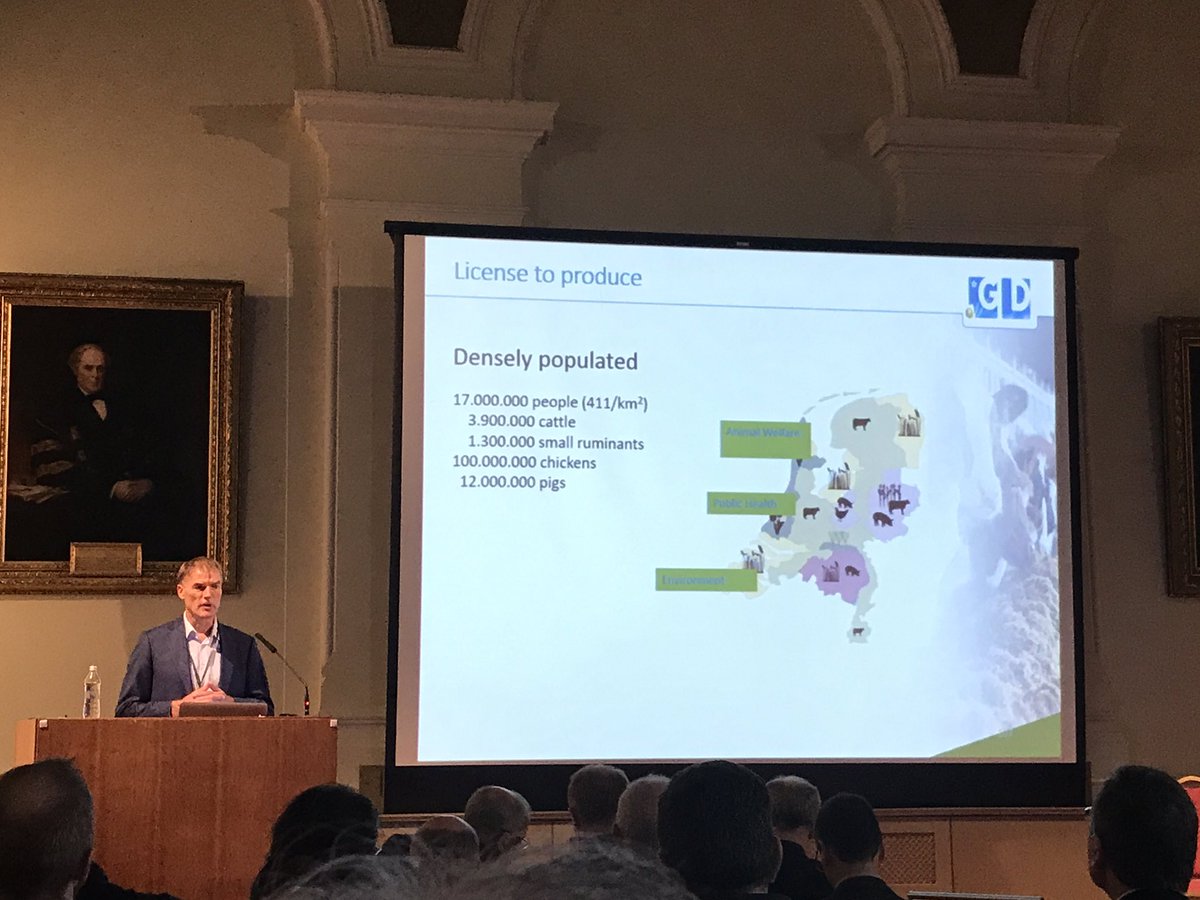 License to produce
GD
Densely populated
17.000.000 people (411/km²)
3.900.000 cattle
1.300.000 small ruminants
100.000.000 chickens
12.000.000 pigs
Animal Welfare
Public Health
Environment